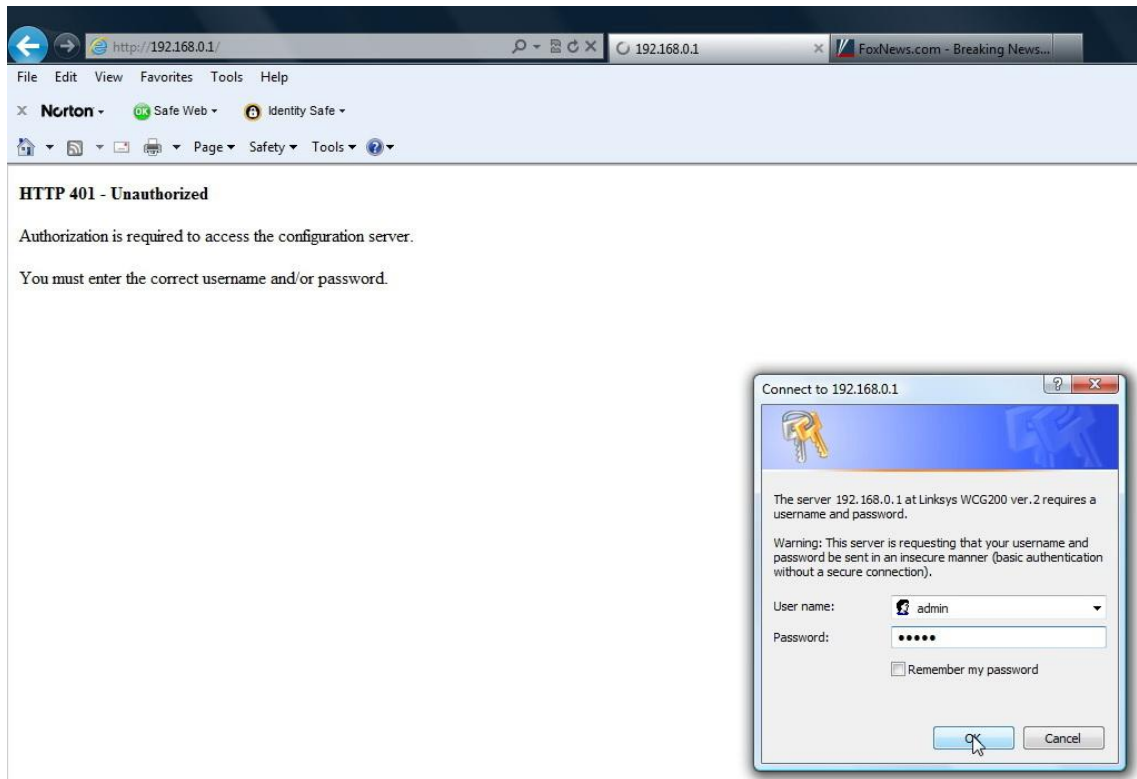 http://192.168.0.1/
192.168.0.1
FoxNews.com - Breaking News...
File Edit View Favorites Tools Help
Norton Safe Web Identity Safe
Page Safety Tools
HTTP 401 - Unauthorized
Authorization is required to access the configuration server.
You must enter the correct username and/or password.
Connect to 192.168.0.1
The server 192.168.0.1 at Linksys WCG200 ver.2 requires a
username and password.
Warning: This server is requesting that your username and
password be sent in an insecure manner (basic authentication
without a secure connection).
User name: admin
Password: •••••
Remember my password
OK Cancel